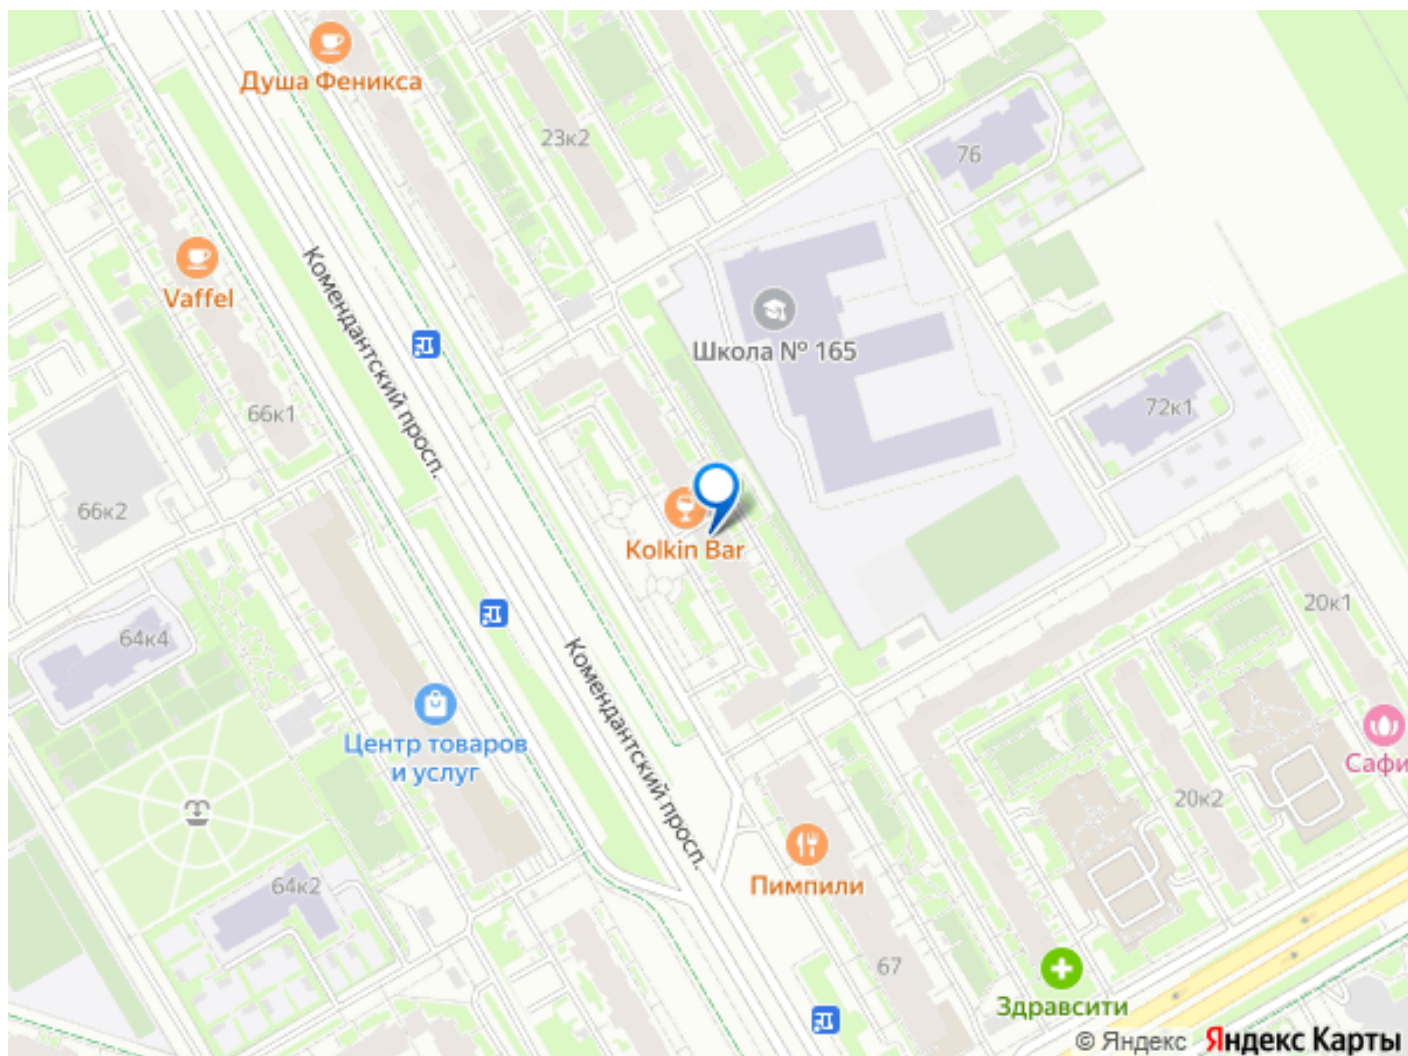 Душа Феникса
23к2
76
Vaffel
Комендантский просп.
Школа № 165
66к1
72к1
66к2
Kolkin Bar
20к1
64к4
Комендантский просп.
Центр товаров
и услуг
Сафи
20к2
Пимпили
64к2
67
Здравсити
© Яндекс Яндекс Карты